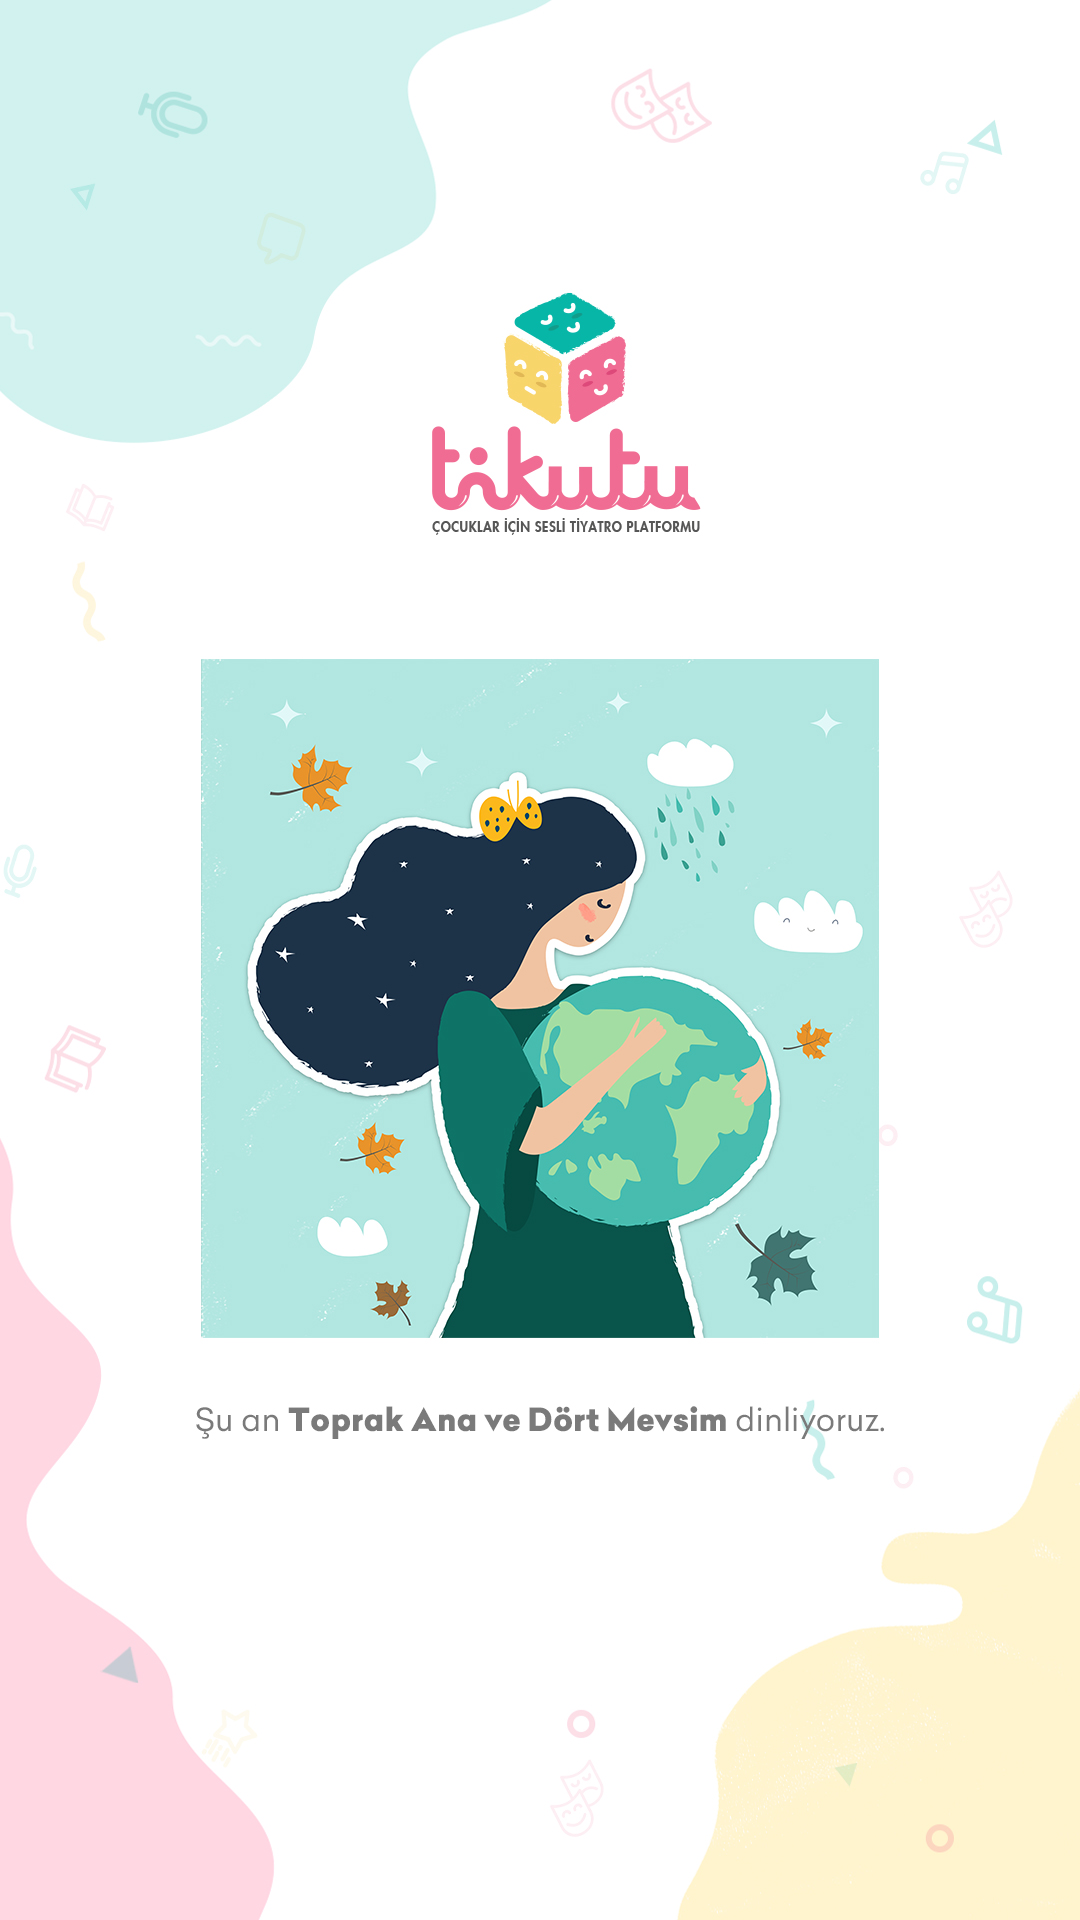 tikutu
ÇOCUKLAR İÇİN SESLİ TİYATRO PLATFORMU
Şu an Toprak Ana ve Dört Mevsim dinliyoruz.